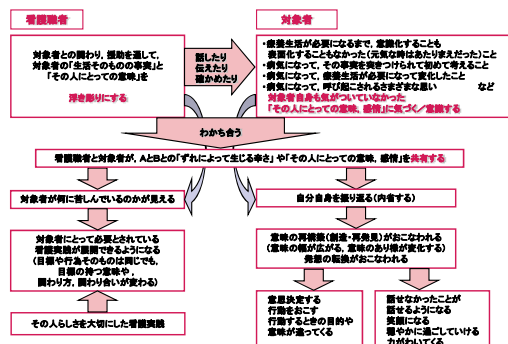 看護職者
対象者
対象者との関わり，援助を通して，
対象者の「生活そのものの事実」と
「その人にとっての意味」を
浮き彫りにする
話したり
伝えたり
確かめたり
・療養生活が必要になるまで，意識化することも
表面化することもなかった（元気な時はあたりまえだった）こと
・病気になって，その事実を突きつけられて初めて考えること
・病気になって，療養生活が必要になって変化したこと
・病気になって，呼び起こされるさまざまな思い　　など
対象者自身も気がついていなかった
「その人にとっての意味，感情」に気づく／意識する
わかち合う
看護職者と対象者が，AとBとの「ずれによって生じる辛さ」や「その人にとっての意味，感情」を共有する
対象者が何に苦しんでいるのかが見える
自分自身を振り返る（内省する）
対象者にとって必要とされている
看護実践が展開できるようになる
（目標や行為そのものは同じでも，
目標の持つ意味や，
関わり方，関わり合いが変わる）
意味の再構築（創造・再発見）がおこなわれる
（意味の幅が広がる，意味のあり様が変化する）
発想の転換がおこなわれる
その人らしさを大切にした看護実践
意思決定する
行動をおこす
行動するときの目的や
意味が違ってくる
話せなかったことが
話せるようになる
笑顔になる
穏やかに過ごしていける
力がわいてくる